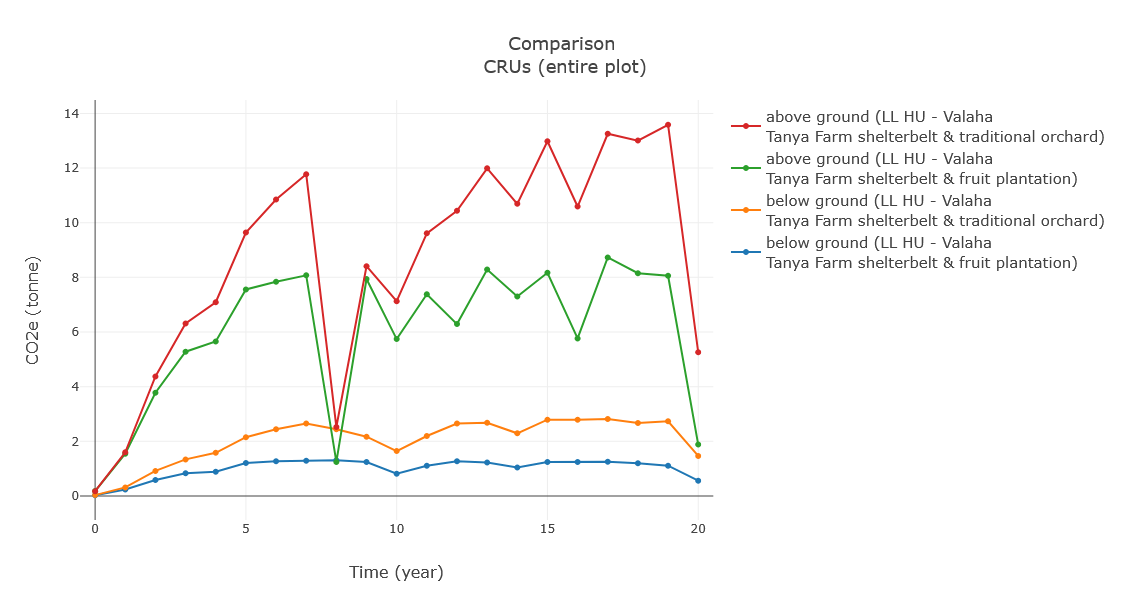 Comparison
CRUs (entire plot)
14
12
10
8
6
4
2
0
CO2e (tonne)
0
5
10
15
20
Time (year)
above ground (LL HU - Valaha
Tanya Farm shelterbelt & traditional orchard)
above ground (LL HU - Valaha
Tanya Farm shelterbelt & fruit plantation)
below ground (LL HU - Valaha
Tanya Farm shelterbelt & traditional orchard)
below ground (LL HU - Valaha
Tanya Farm shelterbelt & fruit plantation)